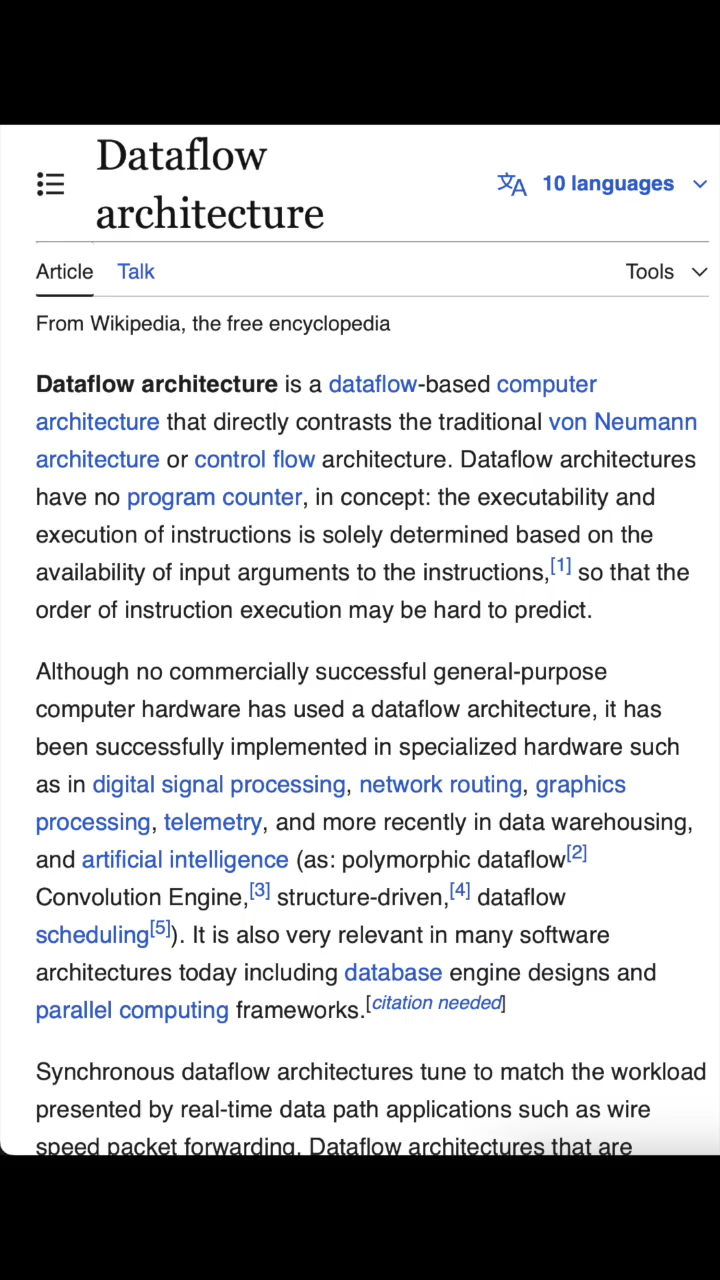 Dataflow
architecture
10 languages
Article Talk Tools
From Wikipedia, the free encyclopedia
Dataflow architecture is a dataflow-based computer
architecture that directly contrasts the traditional von Neumann
architecture or control flow architecture. Dataflow architectures
have no program counter, in concept: the executability and
execution of instructions is solely determined based on the
availability of input arguments to the instructions,[1] so that the
order of instruction execution may be hard to predict.
Although no commercially successful general-purpose
computer hardware has used a dataflow architecture, it has
been successfully implemented in specialized hardware such
as in digital signal processing, network routing, graphics
processing, telemetry, and more recently in data warehousing,
and artificial intelligence (as: polymorphic dataflow[2]
Convolution Engine,[3] structure-driven,[4] dataflow
scheduling[5]). It is also very relevant in many software
architectures today including database engine designs and
parallel computing frameworks.[citation needed]
Synchronous dataflow architectures tune to match the workload
presented by real-time data path applications such as wire
speed packet forwarding. Dataflow architectures that are